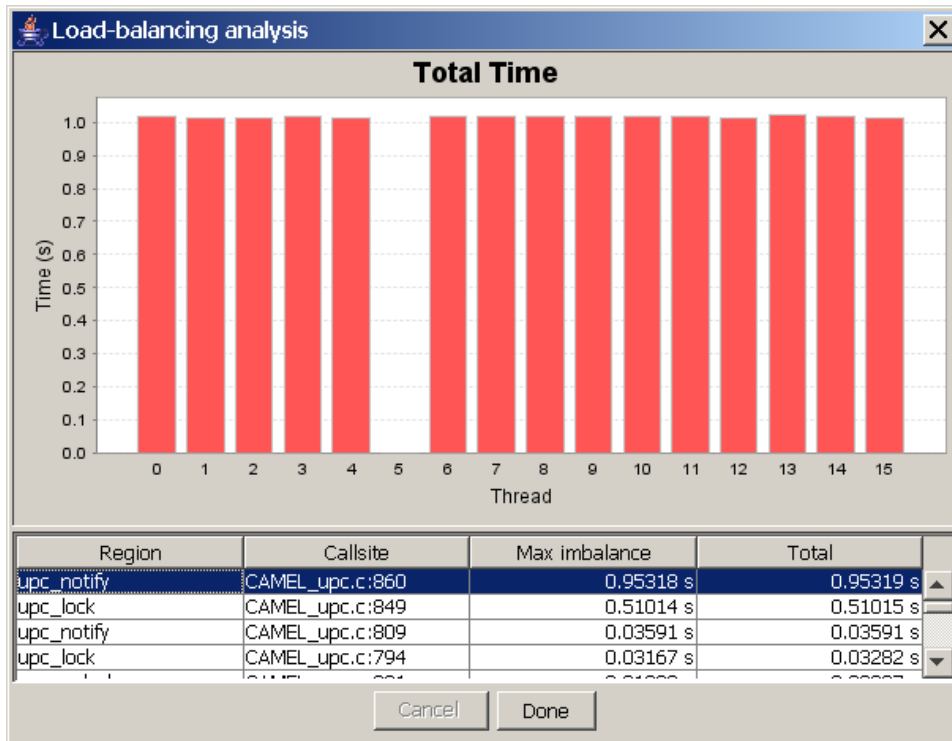 Load-balancing analysis
Total Time
1.0
0.9
0.8
0.7
0.6
0.5
0.4
0.3
0.2
0.1
0.0
Time (s)
0 1 2 3 4 5 6 7 8 9 10 11 12 13 14 15
Thread
Region Callsite Max imbalance Total
upc_notify CAMEL_upc.c:860 0.95318 s 0.95319 s
upc_lock CAMEL_upc.c:849 0.51014 s 0.51015 s
upc_notify CAMEL_upc.c:809 0.03591 s 0.03591 s
upc_lock CAMEL_upc.c:794 0.03167 s 0.03282 s
Cancel Done